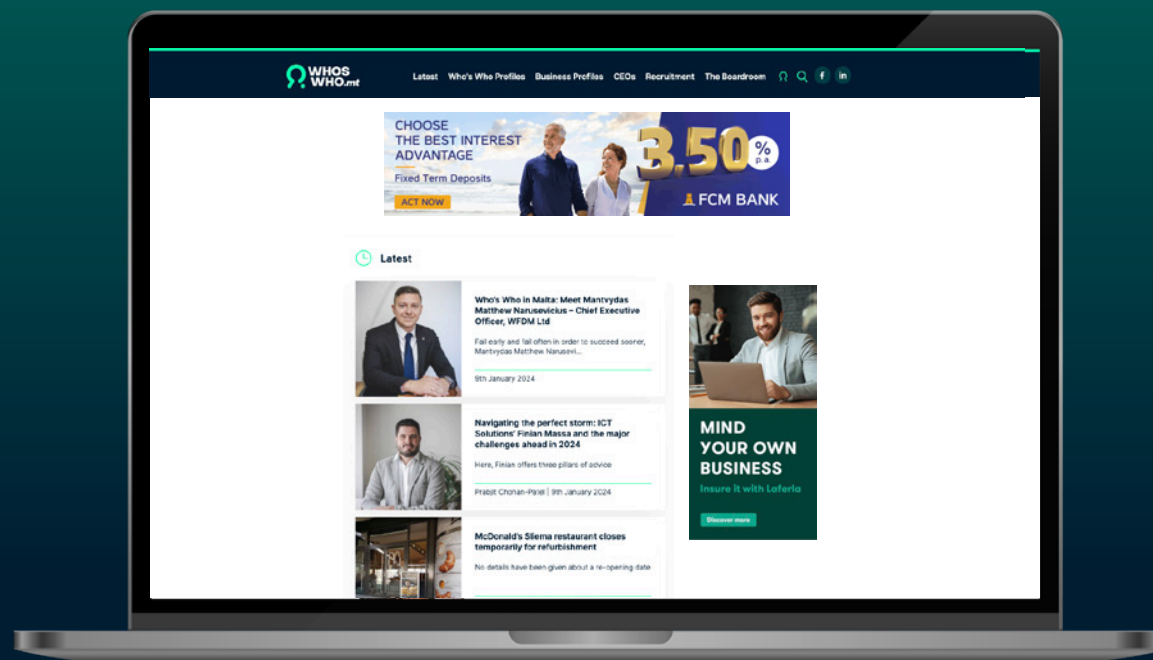 WHOS
WHO.mt
Latest Who's Who Profiles Business Profiles CEOs Recruitment The Boardroom f in
CHOOSE
THE BEST INTEREST
ADVANTAGE
Fixed Term Deposits
ACT NOW
3.50% p.a.
FCM BANK
Latest
Who's Who in Malta: Meet Mantvydas
Matthew Narusevicius – Chief Executive
Officer, WFDM Ltd
Fail early and fail often in order to succeed sooner,
Mantvydas Matthew Narusevi...
9th January 2024
Navigating the perfect storm: ICT
Solutions' Finian Massa and the major
challenges ahead in 2024
Here, Finian offers three pillars of advice
Prabjit Chohan-Patel | 9th January 2024
McDonald's Sliema restaurant closes
temporarily for refurbishment
No details have been given about a re-opening date
MIND
YOUR OWN
BUSINESS
Insure it with Laferla
Discover more